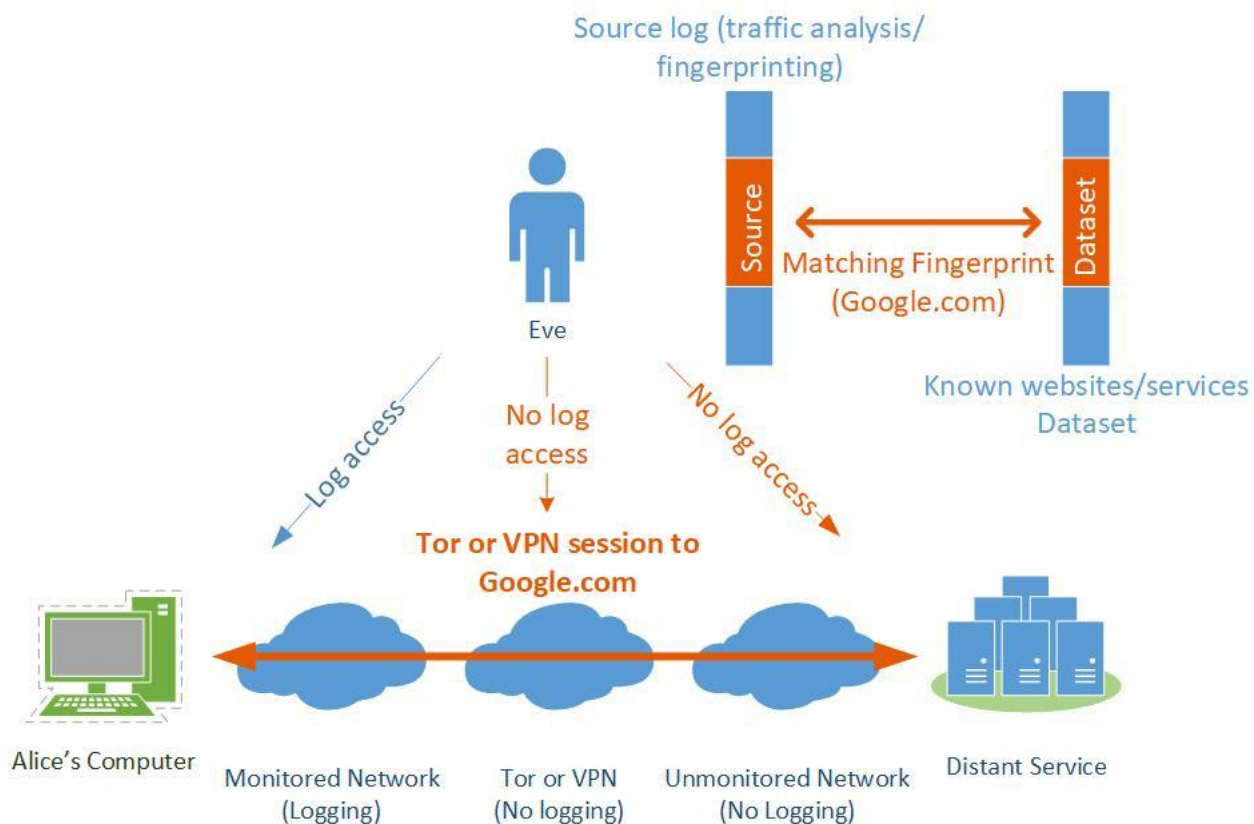 Source log (traffic analysis/
fingerprinting)
Source
Dataset
Matching Fingerprint
(Google.com)
Eve
Known websites/services
Dataset
Log access
No log
access
No log access
Tor or VPN session to
Google.com
Alice's Computer
Monitored Network
(Logging)
Tor or VPN
(No logging)
Unmonitored Network
(No Logging)
Distant Service